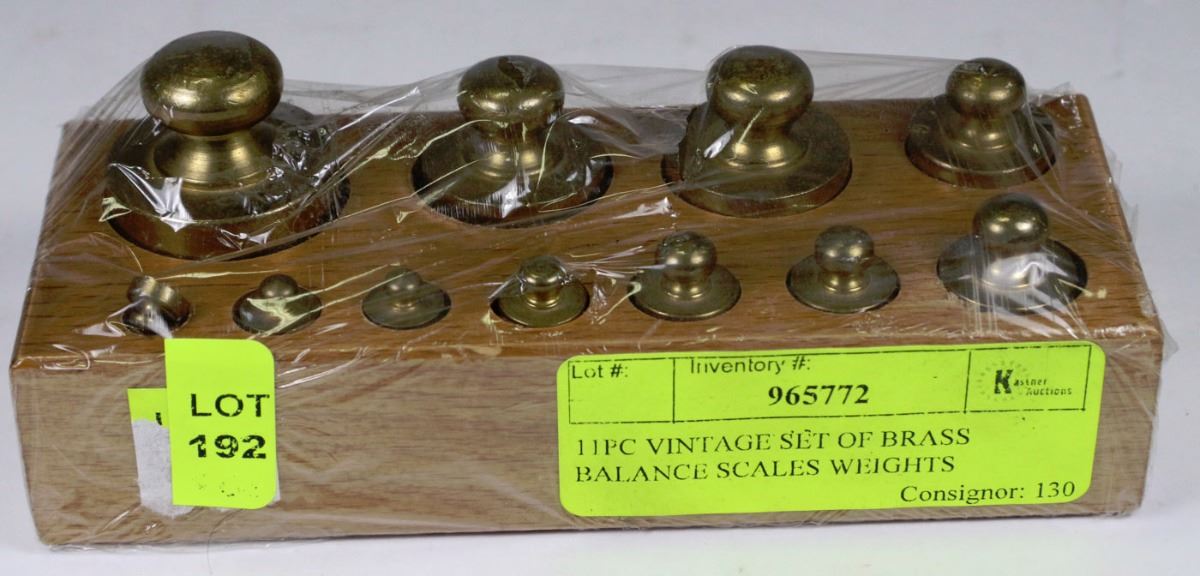 LOT
192
Lot #:
Inventory #:
965772
Kastner
Auctions
11PC VINTAGE SET OF BRASS
BALANCE SCALES WEIGHTS
Consignor: 130